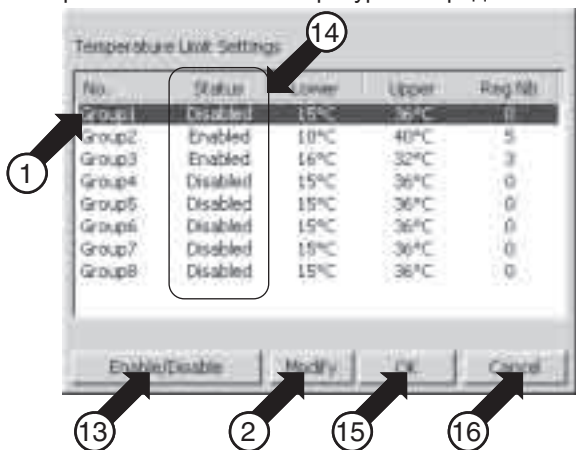 Temperature Limit Settings
14
No. Status Lower Upper Reg Nb
Group1 Disabled 15°C 36°C 0
1
Group2 Enabled 10°C 40°C 5
Group3 Enabled 16°C 32°C 3
Group4 Disabled 15°C 36°C 0
Group5 Disabled 15°C 36°C 0
Group6 Disabled 15°C 36°C 0
Group7 Disabled 15°C 36°C 0
Group8 Disabled 15°C 36°C 0
Enable/Disable Modify OK Cancel
13 2 15 16